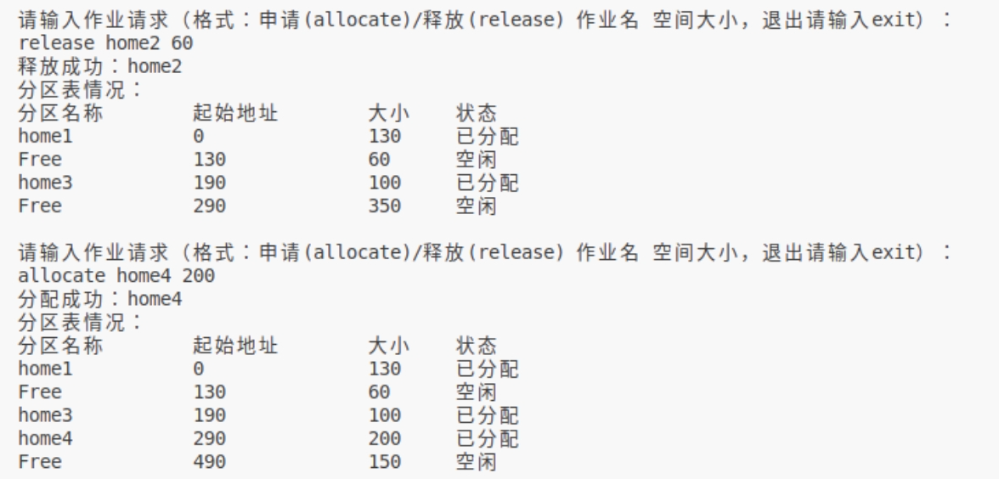 请输入作业请求（格式：申请(allocate)/释放(release) 作业名 空间大小，退出请输入exit）：
release home2 60
释放成功：home2
分区表情况：
分区名称 起始地址 大小 状态
home1 0 130 已分配
Free 130 60 空闲
home3 190 100 已分配
Free 290 350 空闲
请输入作业请求（格式：申请(allocate)/释放(release) 作业名 空间大小，退出请输入exit）：
allocate home4 200
分配成功：home4
分区表情况：
分区名称 起始地址 大小 状态
home1 0 130 已分配
Free 130 60 空闲
home3 190 100 已分配
home4 290 200 已分配
Free 490 150 空闲